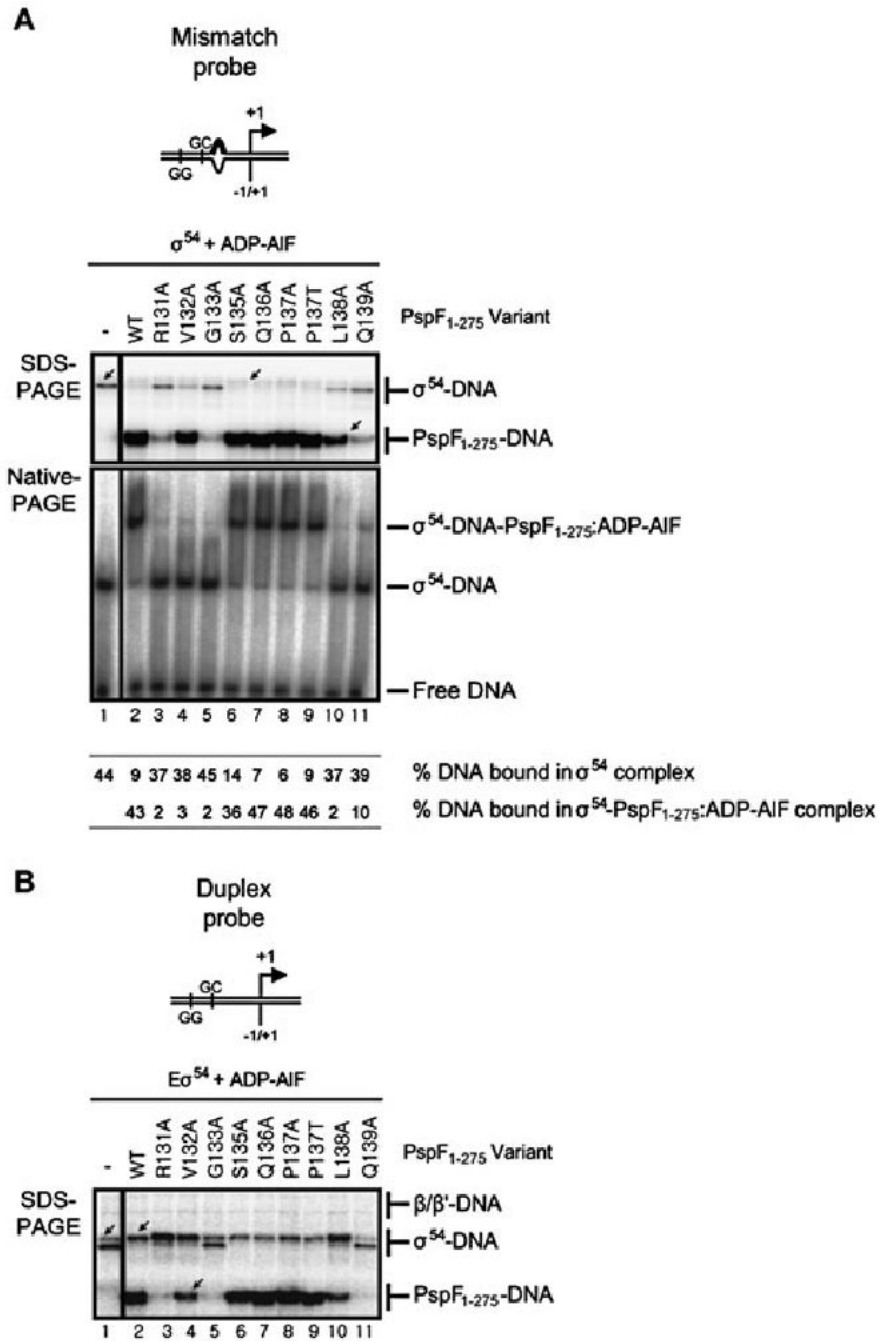 A
Mismatch
probe
+1
GC
GG
-1/+1
σ54 + ADP-AlF
- WT R131A V132A G133A S135A Q136A P137A P137T L138A Q139A PspF1-275 Variant
SDS-
PAGE
σ54-DNA
PspF1-275-DNA
Native-
PAGE
σ54-DNA-PspF1-275:ADP-AlF
σ54-DNA
Free DNA
1 2 3 4 5 6 7 8 9 10 11
44 9 37 38 45 14 7 6 9 37 39 % DNA bound in σ54 complex
43 2 3 2 36 47 48 46 2 10 % DNA bound in σ54-PspF1-275:ADP-AlF complex
B
Duplex
probe
+1
GC
GG
-1/+1
Eσ54 + ADP-AlF
- WT R131A V132A G133A S135A Q136A P137A P137T L138A Q139A PspF1-275 Variant
SDS-
PAGE
β/β'-DNA
σ54-DNA
PspF1-275-DNA
1 2 3 4 5 6 7 8 9 10 11